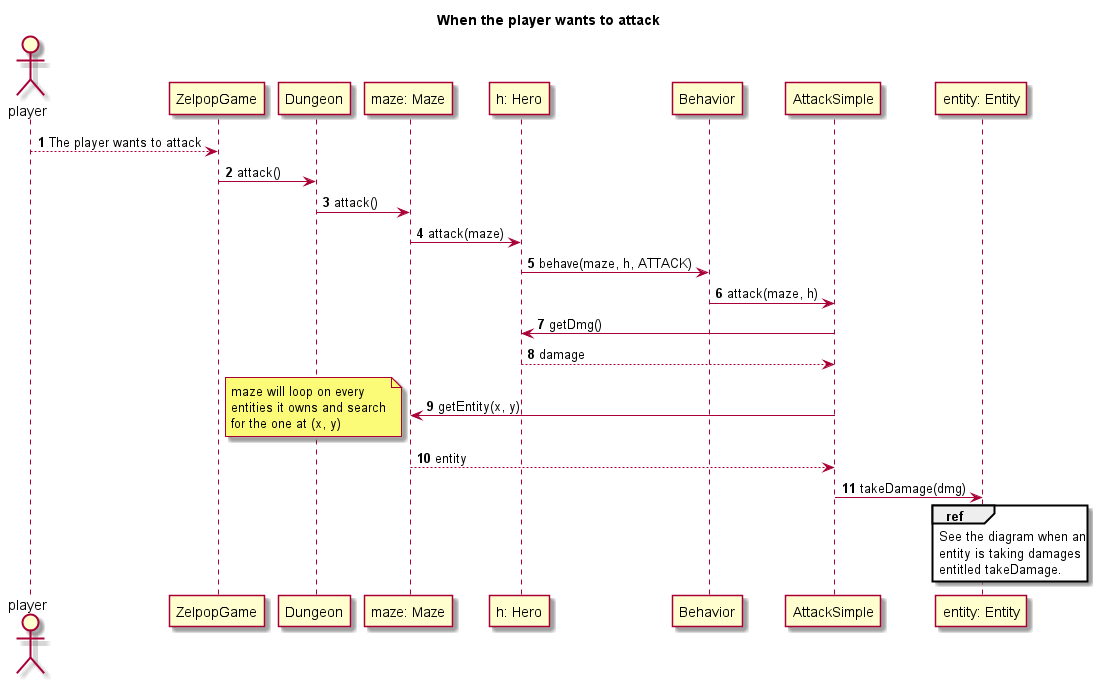 When the player wants to attack
player
ZelpopGame
Dungeon
maze: Maze
h: Hero
Behavior
AttackSimple
entity: Entity
1 The player wants to attack
2 attack()
3 attack()
4 attack(maze)
5 behave(maze, h, ATTACK)
6 attack(maze, h)
7 getDmg()
8 damage
maze will loop on every
entities it owns and search
for the one at (x, y)
9 getEntity(x, y)
10 entity
11 takeDamage(dmg)
ref
See the diagram when an
entity is taking damages
entitled takeDamage.
player
ZelpopGame
Dungeon
maze: Maze
h: Hero
Behavior
AttackSimple
entity: Entity